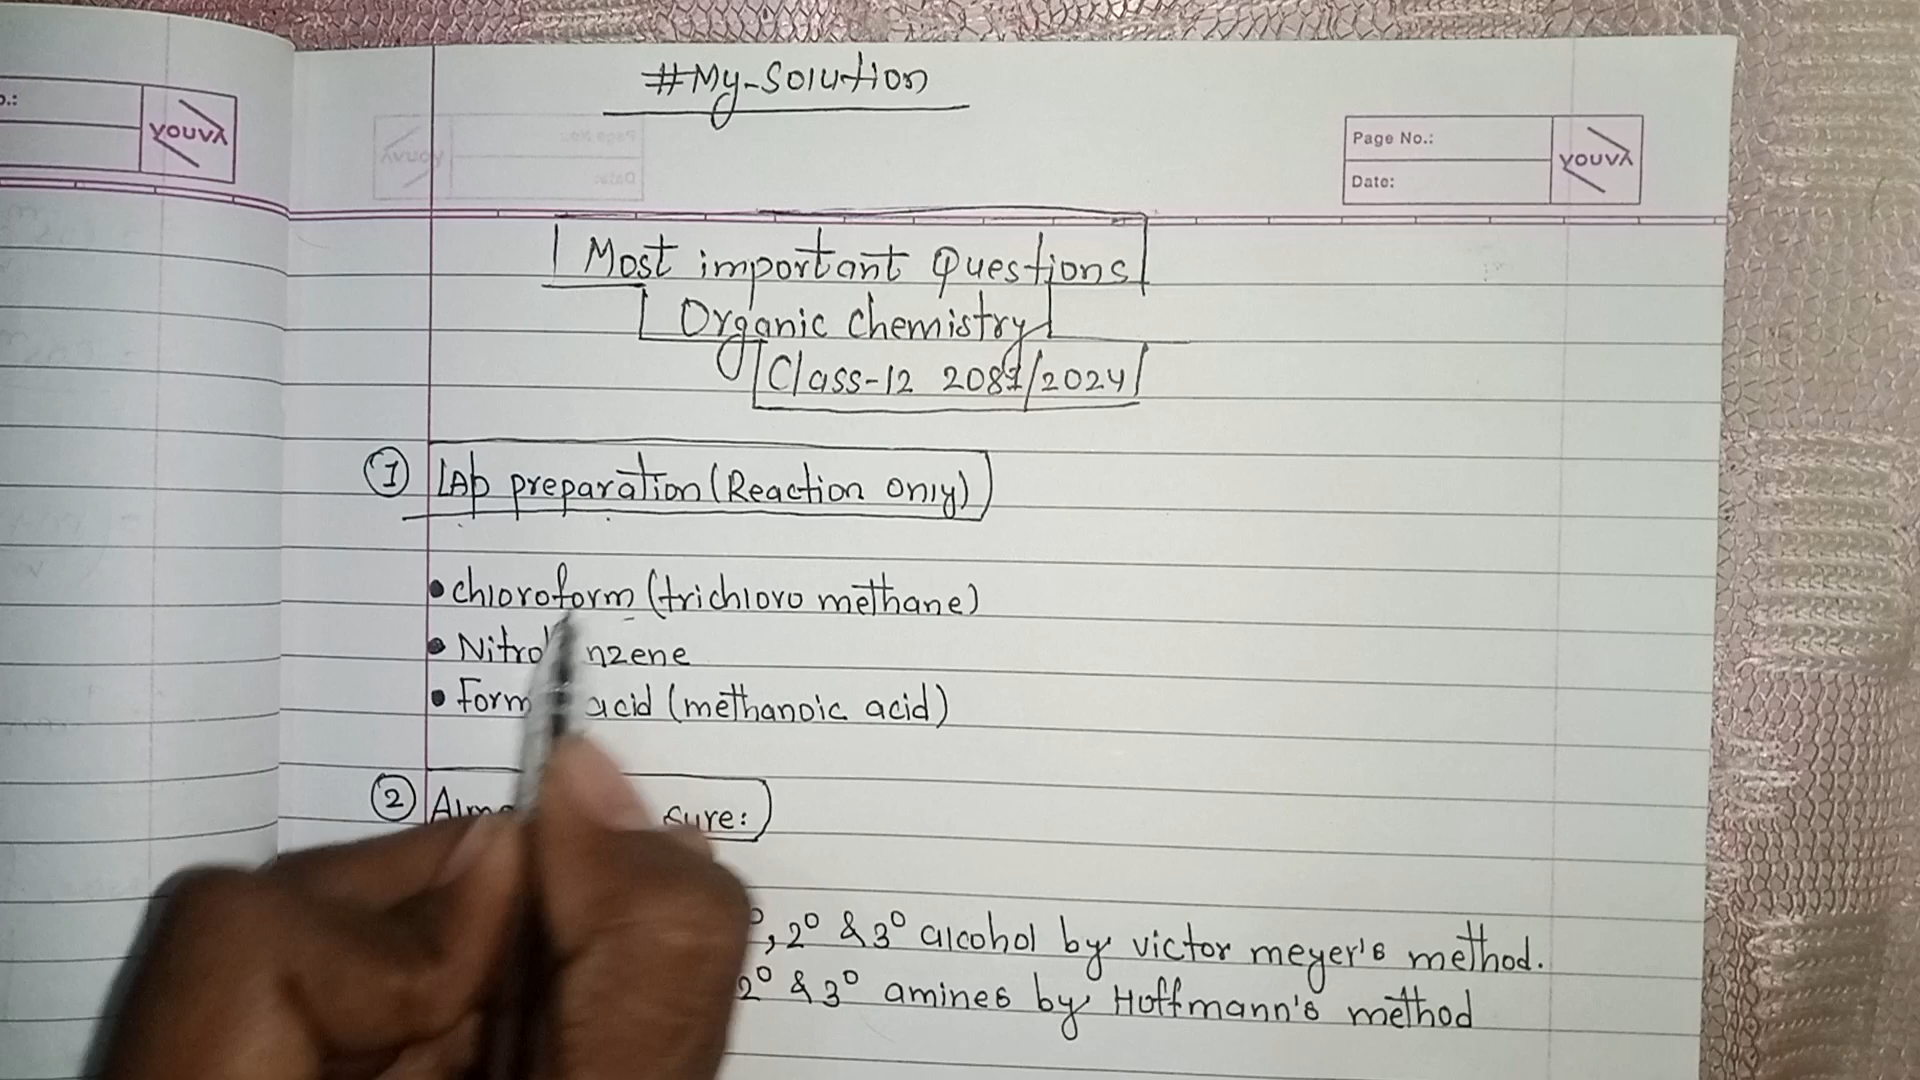 #My-Solution
o.:
YOUVA
Page No.:
Date:
YOUVA
Most important Questions
Organic chemistry
Class-12 2081/2024
1 LAb preparation (Reaction only)
• chloroform (trichloro methane)
• Nitro nzene
• Form acid (methanoic acid)
2 sure:
, 2° & 3° alcohol by victor meyer's method.
2° & 3° amines by Hoffmann's method